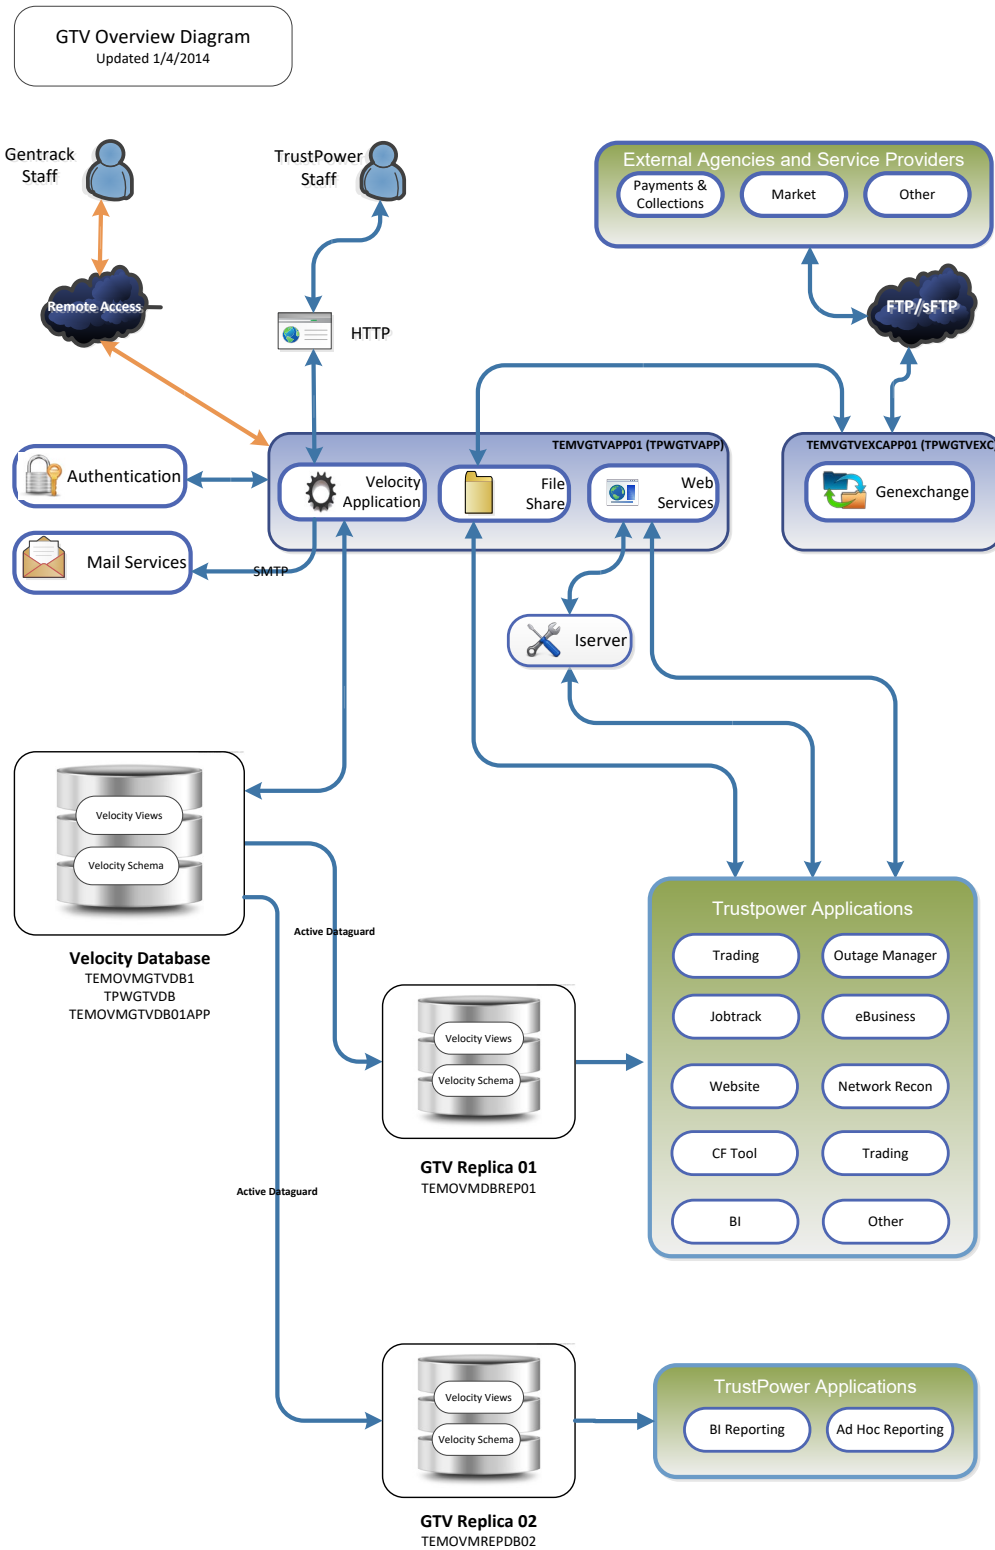 GTV Overview Diagram
Updated 1/4/2014
Gentrack
Staff
TrustPower
Staff
External Agencies and Service Providers
Payments &
Collections
Market
Other
Remote Access
HTTP
FTP/sFTP
TEMVGTVAPP01 (TPWGTVAPP)
TEMVGTVEXCAPP01 (TPWGTVEXC)
Authentication
Velocity
Application
File
Share
Web
Services
Genexchange
Mail Services
SMTP
Iserver
Velocity Views
Velocity Schema
Velocity Database
TEMOVMGTVDB1
TPWGTVDB
TEMOVMGTVDB01APP
Active Dataguard
Velocity Views
Velocity Schema
GTV Replica 01
TEMOVMDBREP01
Trustpower Applications
Trading
Outage Manager
Jobtrack
eBusiness
Website
Network Recon
CF Tool
Trading
BI
Other
Active Dataguard
Velocity Views
Velocity Schema
GTV Replica 02
TEMOVMREPDB02
TrustPower Applications
BI Reporting
Ad Hoc Reporting